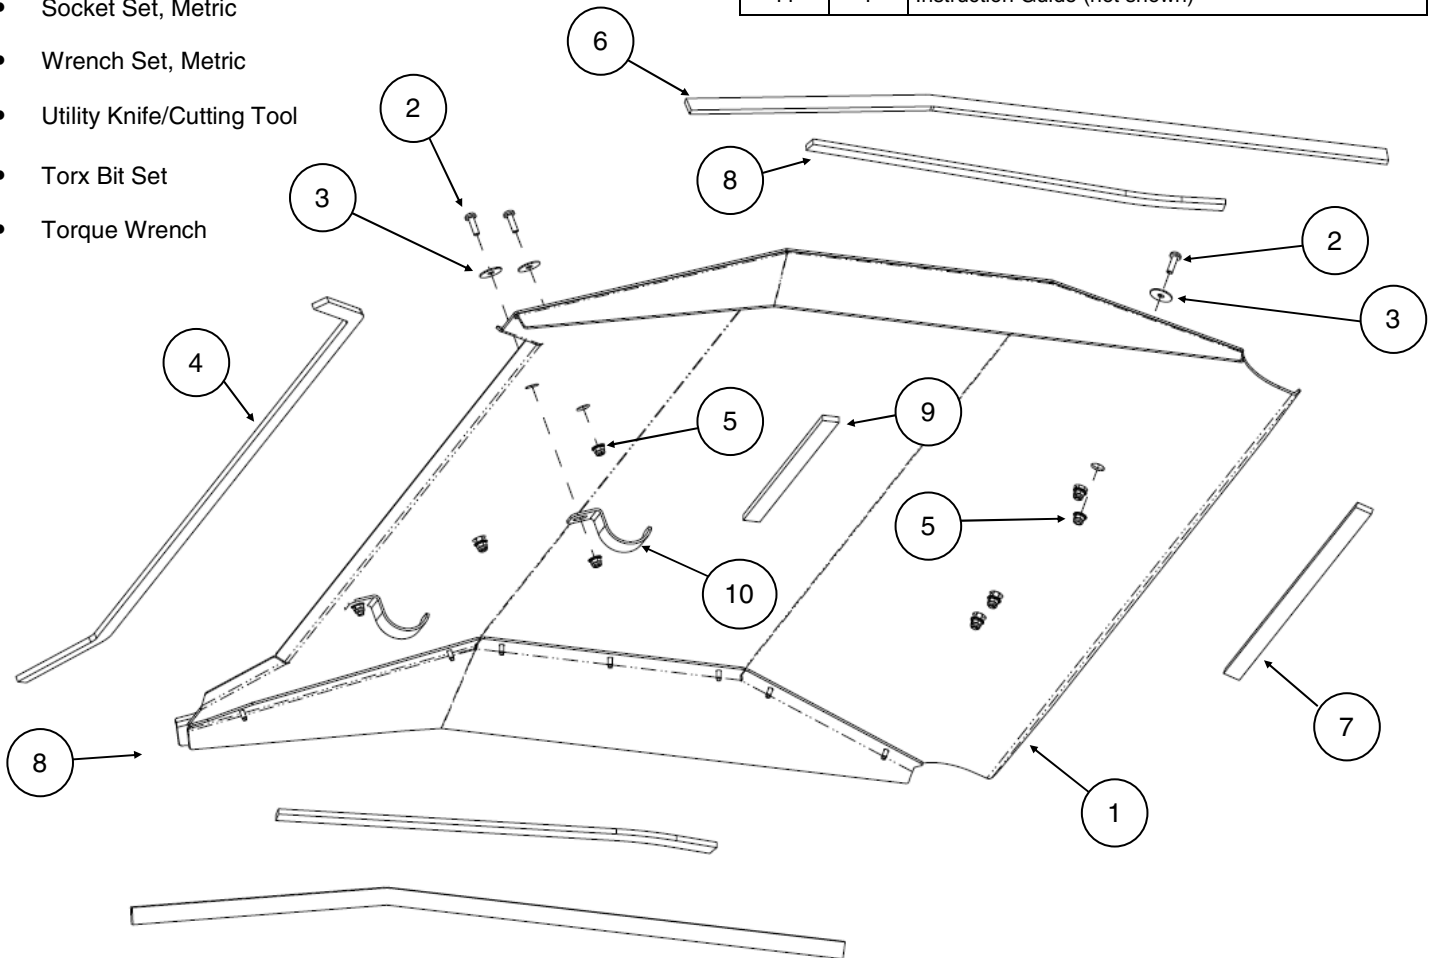 • Socket Set, Metric
• Wrench Set, Metric
• Utility Knife/Cutting Tool
• Torx Bit Set
• Torque Wrench
Instruction Guide (not shown)
6
2
8
3
2
3
4
5
9
5
10
7
8
1